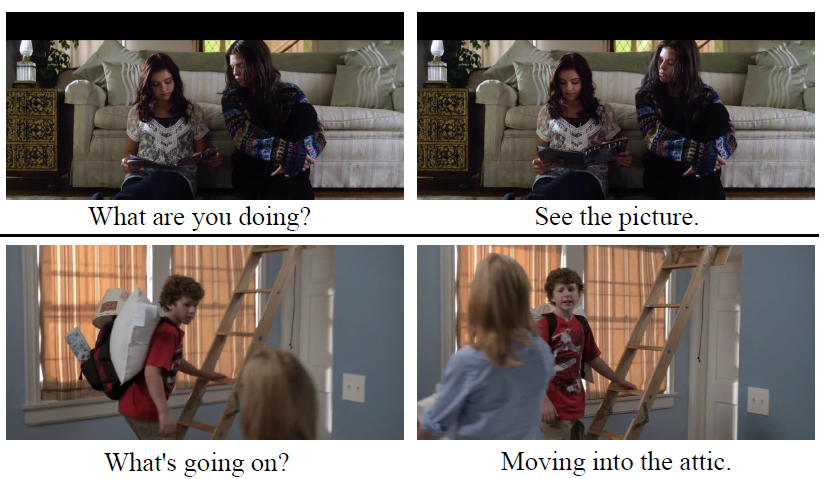 What are you doing?
See the picture.
What's going on?
Moving into the attic.